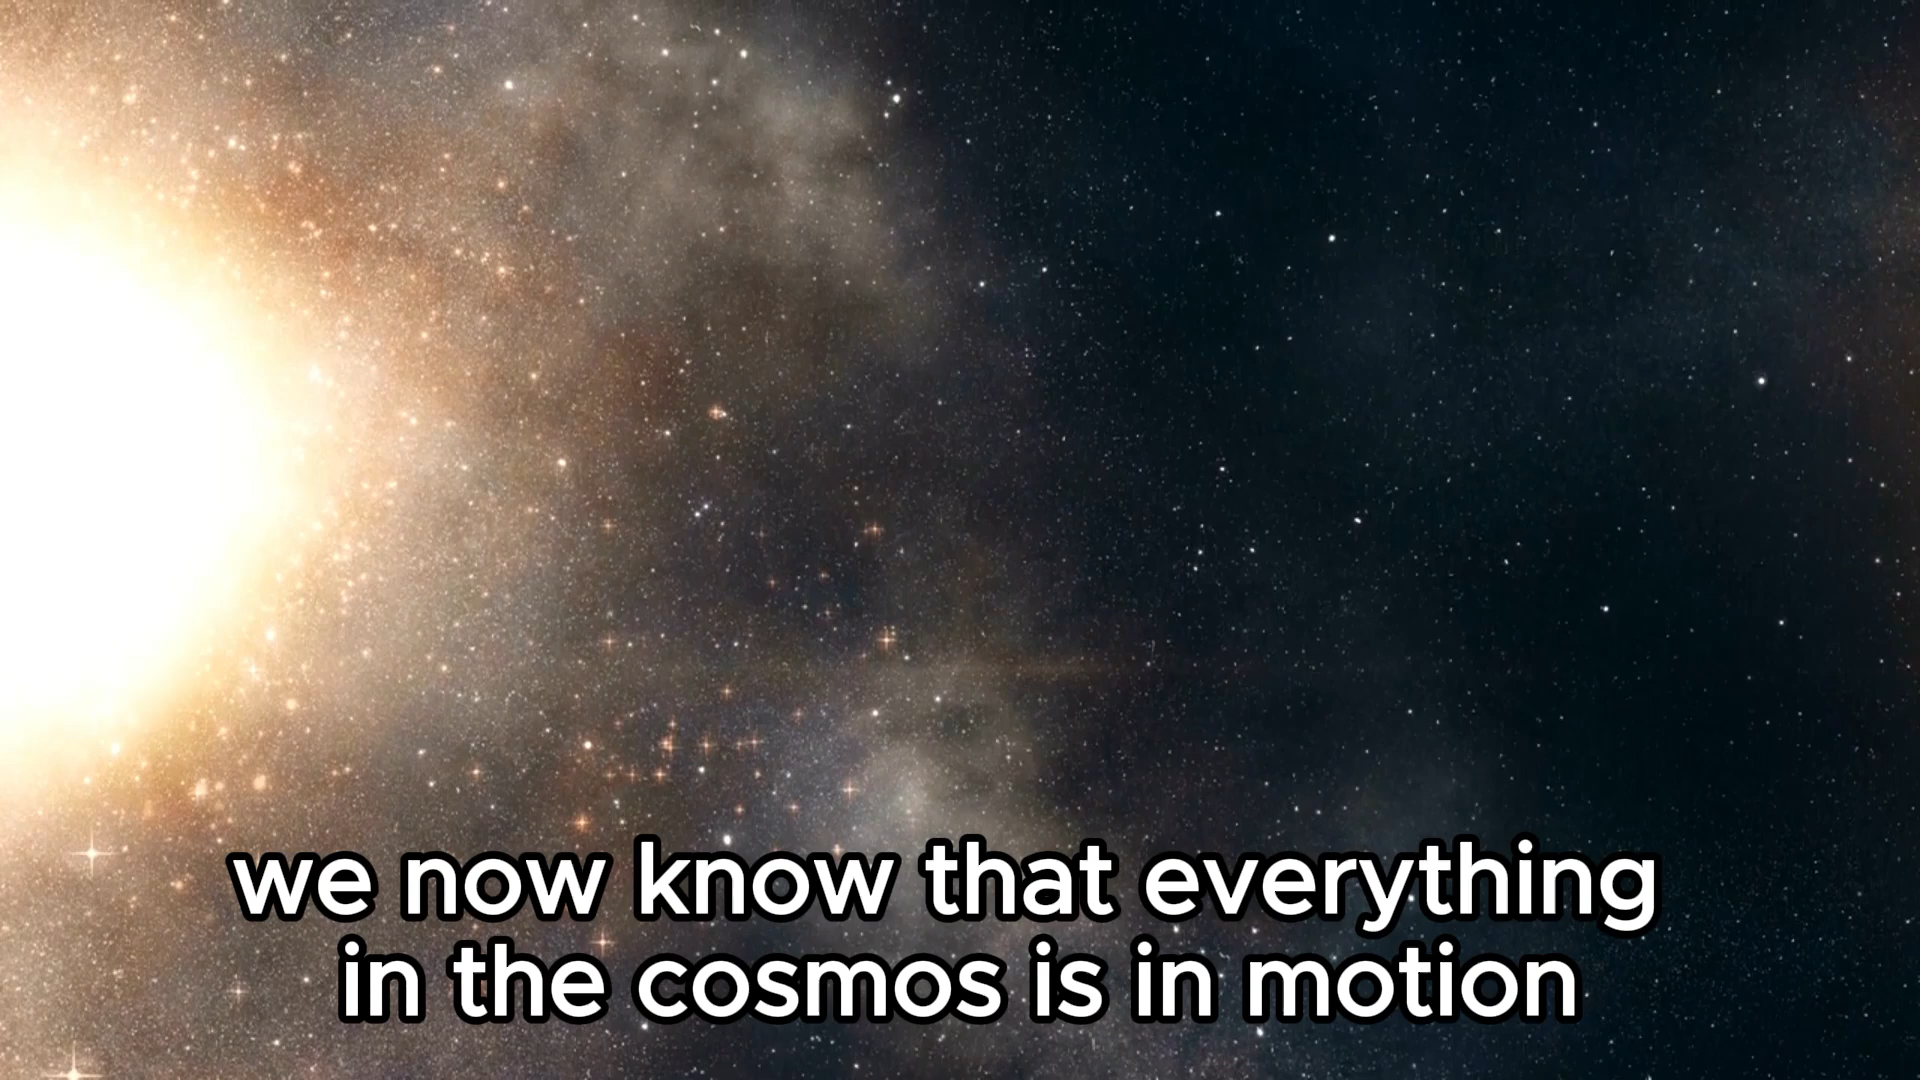 we now know that everything
in the cosmos is in motion